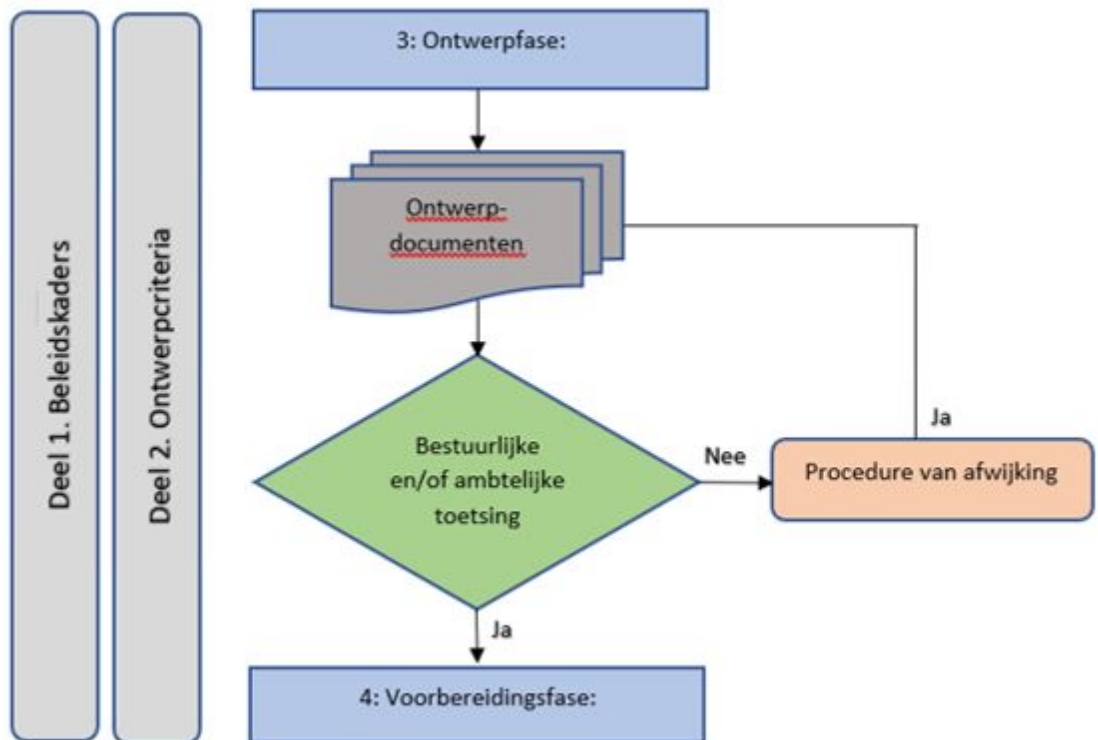 Deel 1. Beleidskaders
Deel 2. Ontwerpcriteria
3: Ontwerpfase:
Ontwerp-
documenten
Bestuurlijke
en/of ambtelijke
toetsing
Nee
Procedure van afwijking
Ja
Ja
4: Voorbereidingsfase: